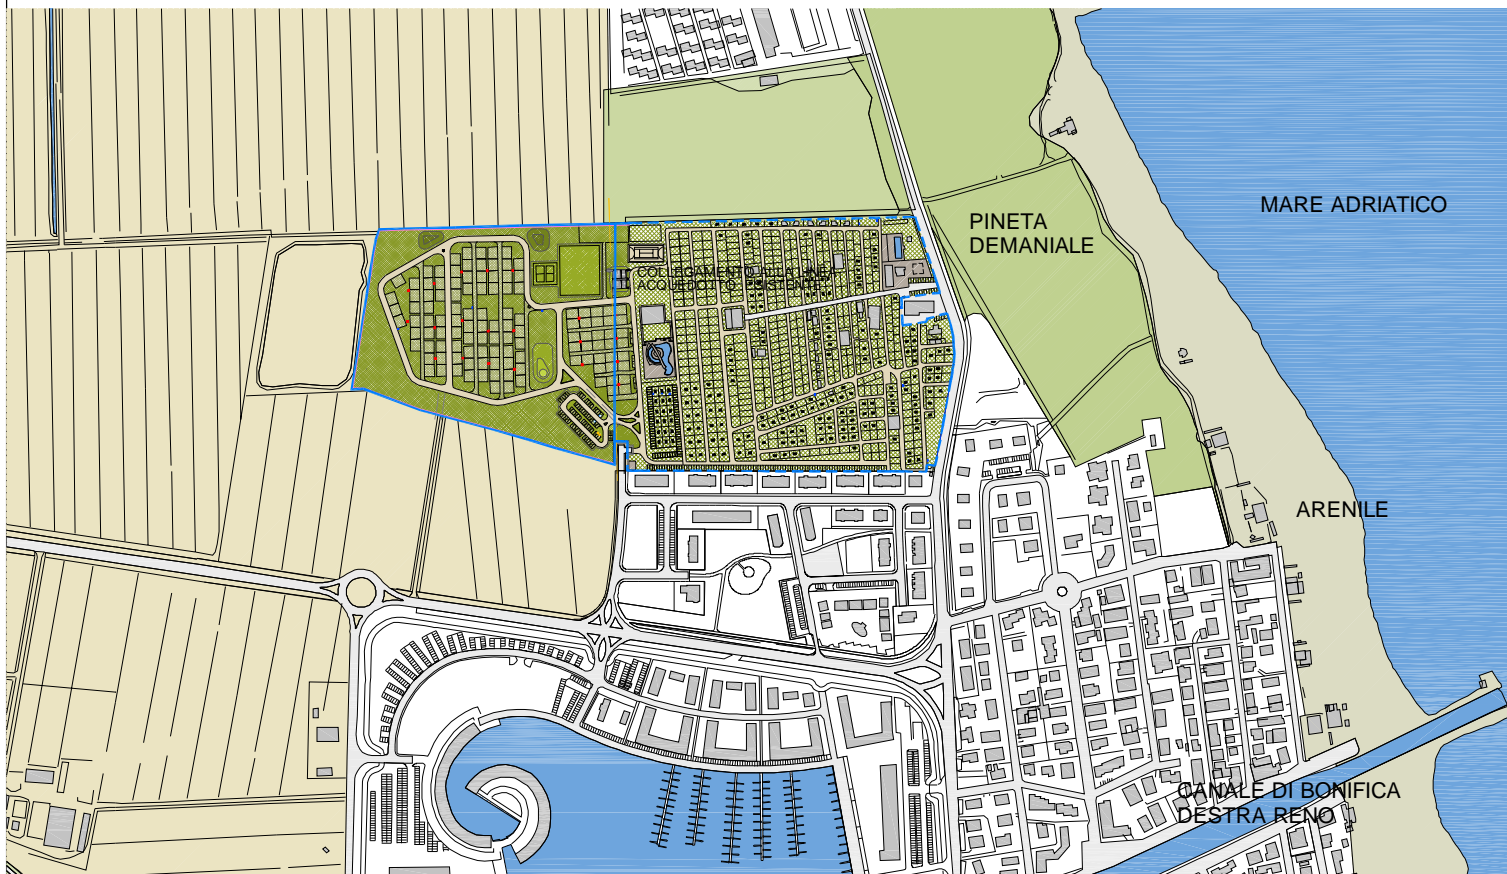 MARE ADRIATICO
PINETA
DEMANIALE
COLLEGAMENTO ALLA LINEA
ACQUEDOTTO ESISTENTE
ARENILE
CANALE DI BONIFICA
DESTRA RENO